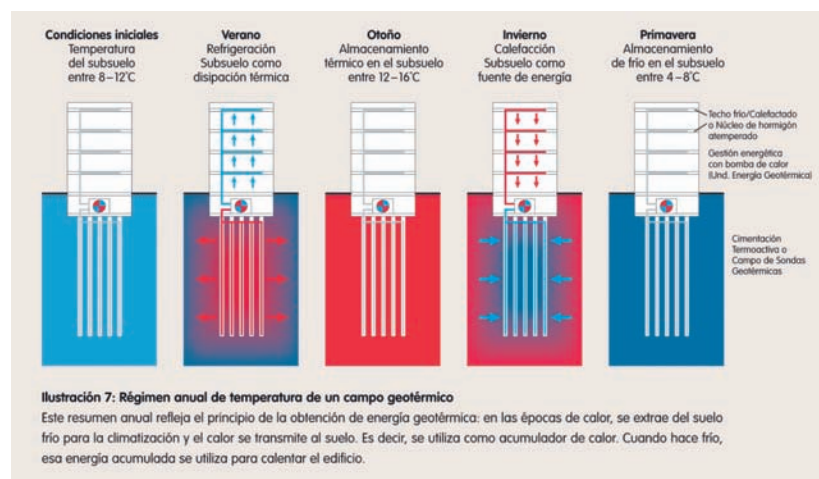 Condiciones iniciales
Temperatura
del subsuelo
entre 8–12˚C
Verano
Refrigeración
Subsuelo como
disipación térmica
Otoño
Almacenamiento
térmico en el subsuelo
entre 12–16˚C
Invierno
Calefacción
Subsuelo como
fuente de energía
Primavera
Almacenamiento
de frío en el subsuelo
entre 4–8˚C
Techo frío/Calefactado
o Núcleo de hormigón
atemperado
Gestión energética
con bomba de calor
(Und. Energía Geotérmica)
Cimentación
Termoactiva o
Campo de Sondas
Geotérmicas
Ilustración 7: Régimen anual de temperatura de un campo geotérmico
Este resumen anual refleja el principio de la obtención de energía geotérmica: en las épocas de calor, se extrae del suelo
frío para la climatización y el calor se transmite al suelo. Es decir, se utiliza como acumulador de calor. Cuando hace frío,
esa energía acumulada se utiliza para calentar el edificio.